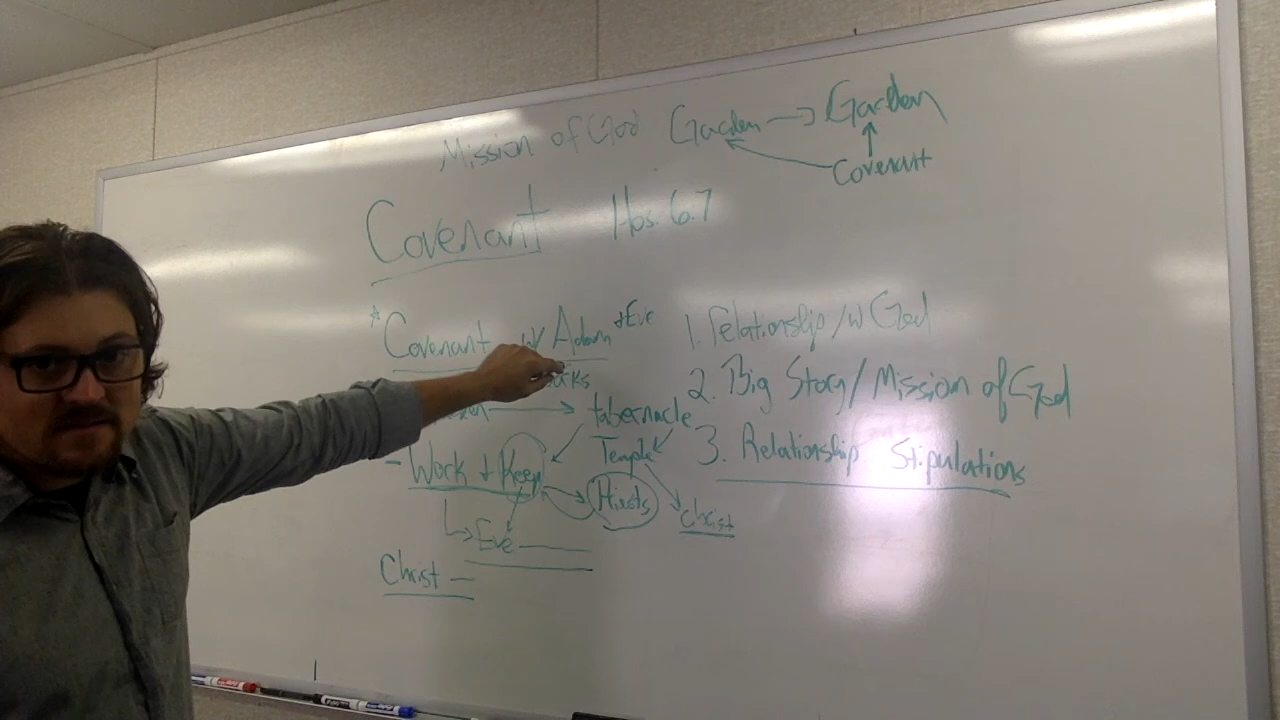 Mission of God Garden → Garden
Covenant
Covenant Hos. 6.7
* Covenant w/ Adam + Eve
tabernacle
Temple
- Work + Keep
Eve
Christ
Christ -
1. Relationship/w God
2. Big Story/Mission of God
3. Relationship Stipulations